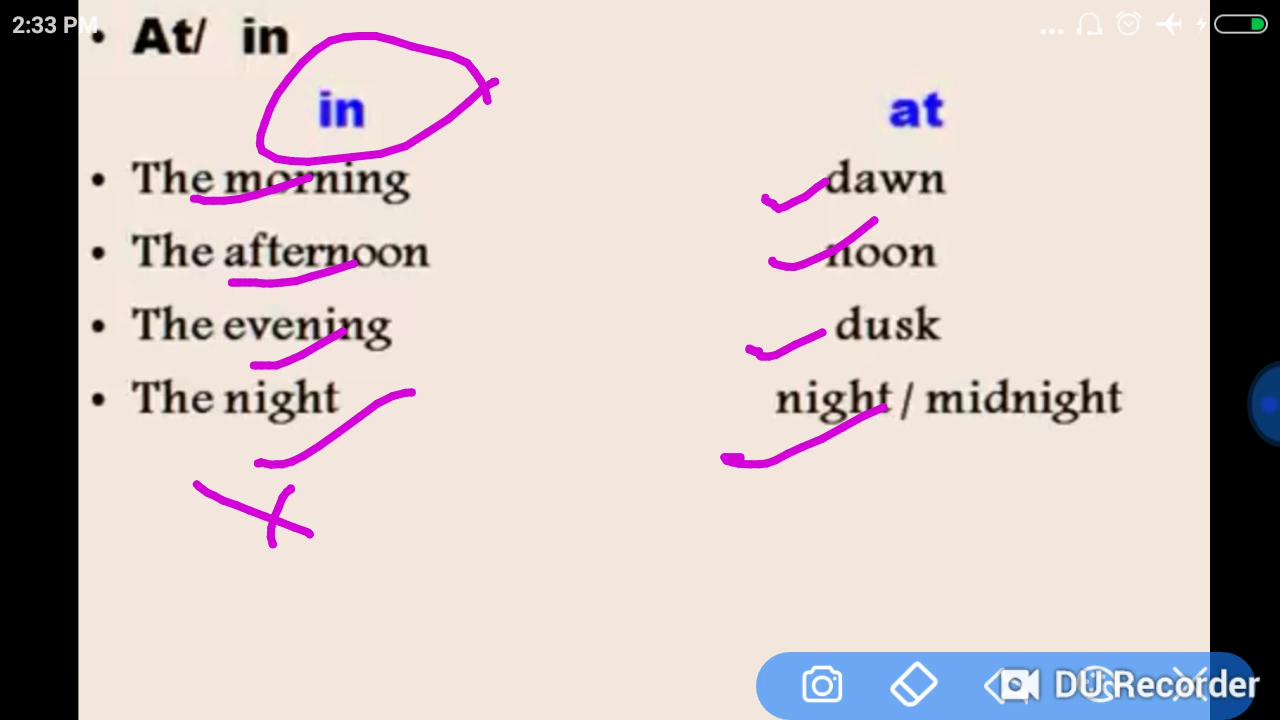 2:33 PM
• At/ in
in at
• The morning dawn
• The afternoon noon
• The evening dusk
• The night night / midnight
DU Recorder